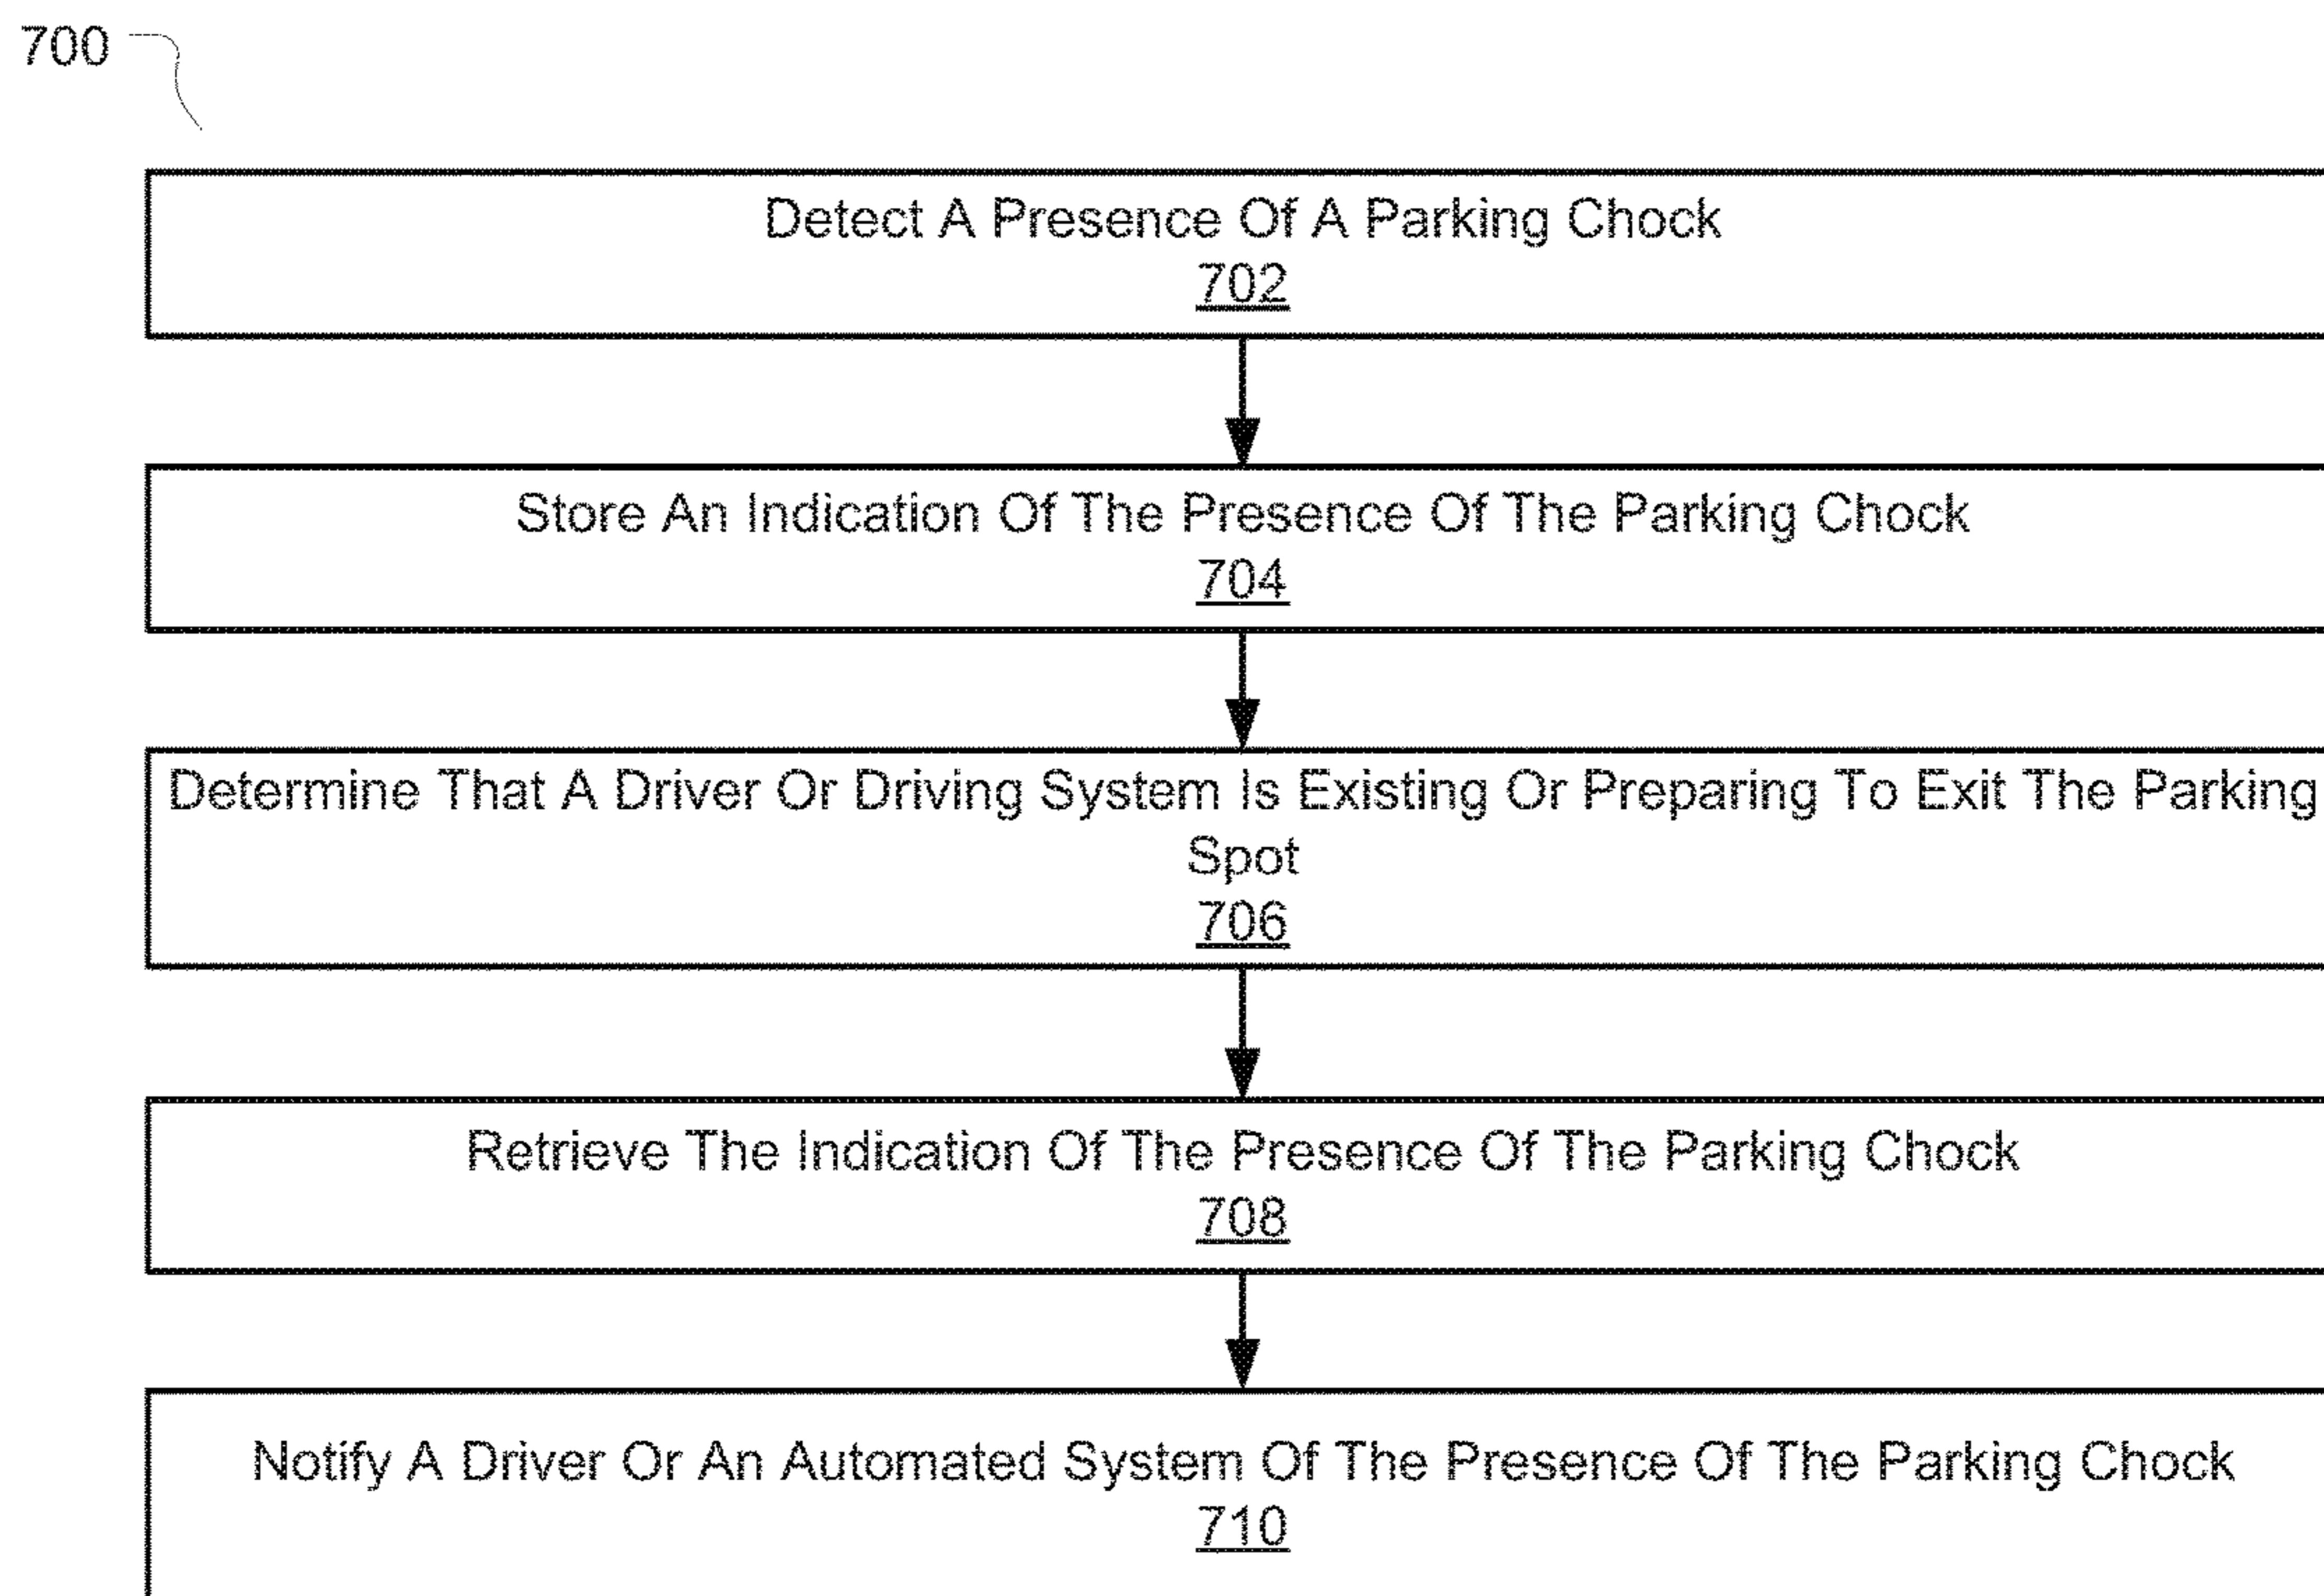 700
Detect A Presence Of A Parking Chock
702
Store An Indication Of The Presence Of The Parking Chock
704
Determine That A Driver Or Driving System Is Existing Or Preparing To Exit The Parking
Spot
706
Retrieve The Indication Of The Presence Of The Parking Chock
708
Notify A Driver Or An Automated System Of The Presence Of The Parking Chock
710